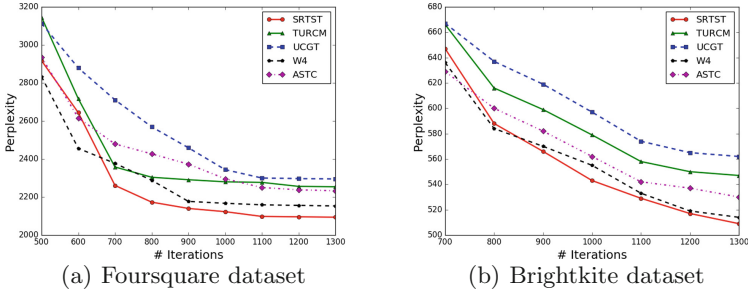 3200
3000
2800
2600
2400
2200
2000
Perplexity
500 600 700 800 900 1000 1100 1200 1300
# Iterations
SRTST
TURCM
UCGT
W4
ASTC
(a) Foursquare dataset
680
660
640
620
600
580
560
540
520
500
Perplexity
700 800 900 1000 1100 1200 1300
# Iterations
SRTST
TURCM
UCGT
W4
ASTC
(b) Brightkite dataset